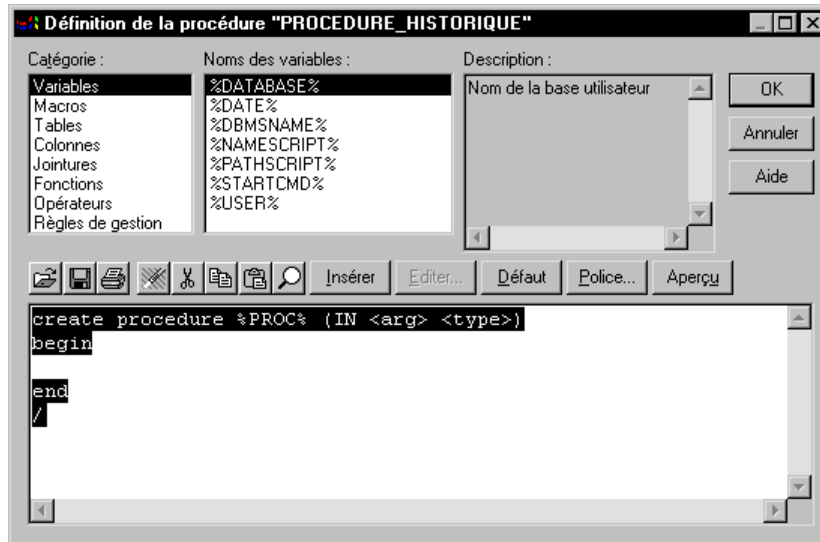 Définition de la procédure "PROCEDURE_HISTORIQUE"
Catégorie :
Noms des variables :
Description :
Variables
Macros
Tables
Colonnes
Jointures
Fonctions
Opérateurs
Règles de gestion
%DATABASE%
%DATE%
%DBMSNAME%
%NAMESCRIPT%
%PATHSCRIPT%
%STARTCMD%
%USER%
Nom de la base utilisateur
OK
Annuler
Aide
Insérer
Editer...
Défaut
Police...
Aperçu
create procedure %PROC% (IN <arg> <type>)
begin
end
/